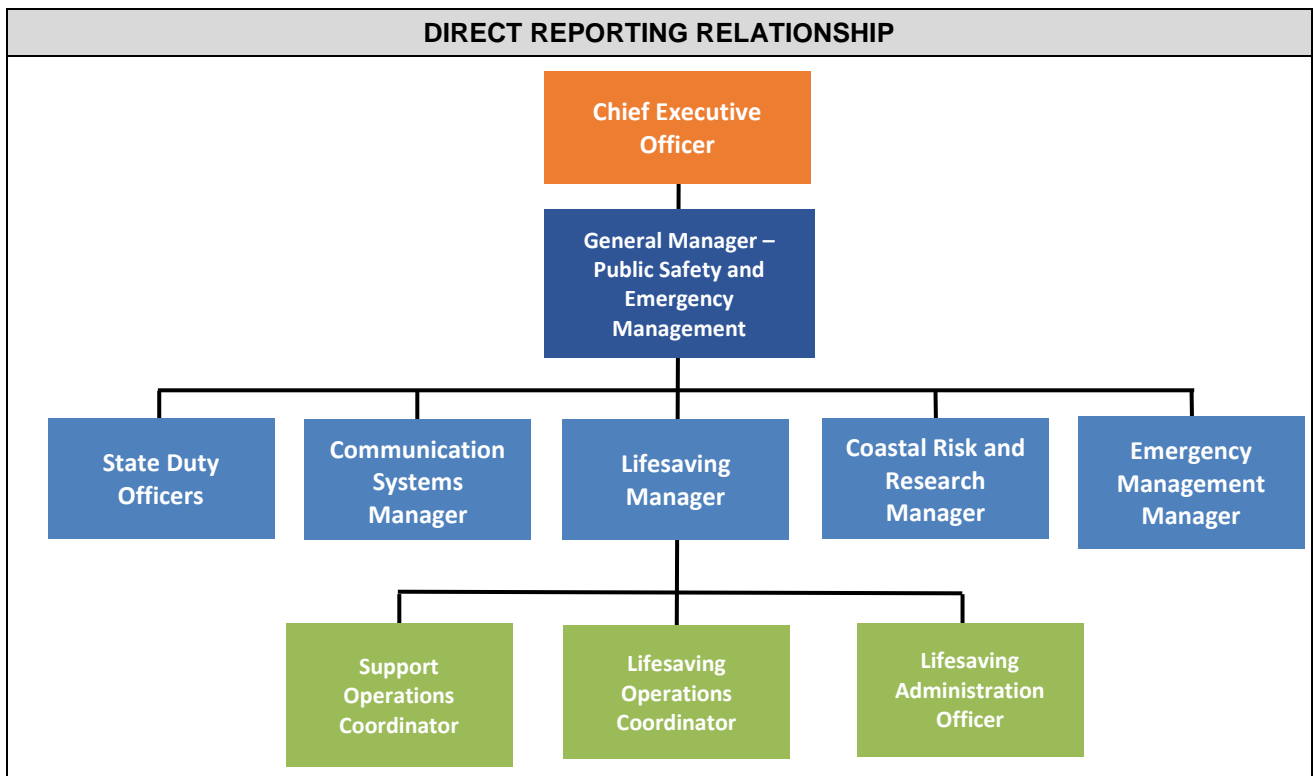 DIRECT REPORTING RELATIONSHIP
Chief Executive
Officer
General Manager –
Public Safety and
Emergency
Management
State Duty
Officers
Communication
Systems
Manager
Lifesaving
Manager
Coastal Risk and
Research
Manager
Emergency
Management
Manager
Support
Operations
Coordinator
Lifesaving
Operations
Coordinator
Lifesaving
Administration
Officer